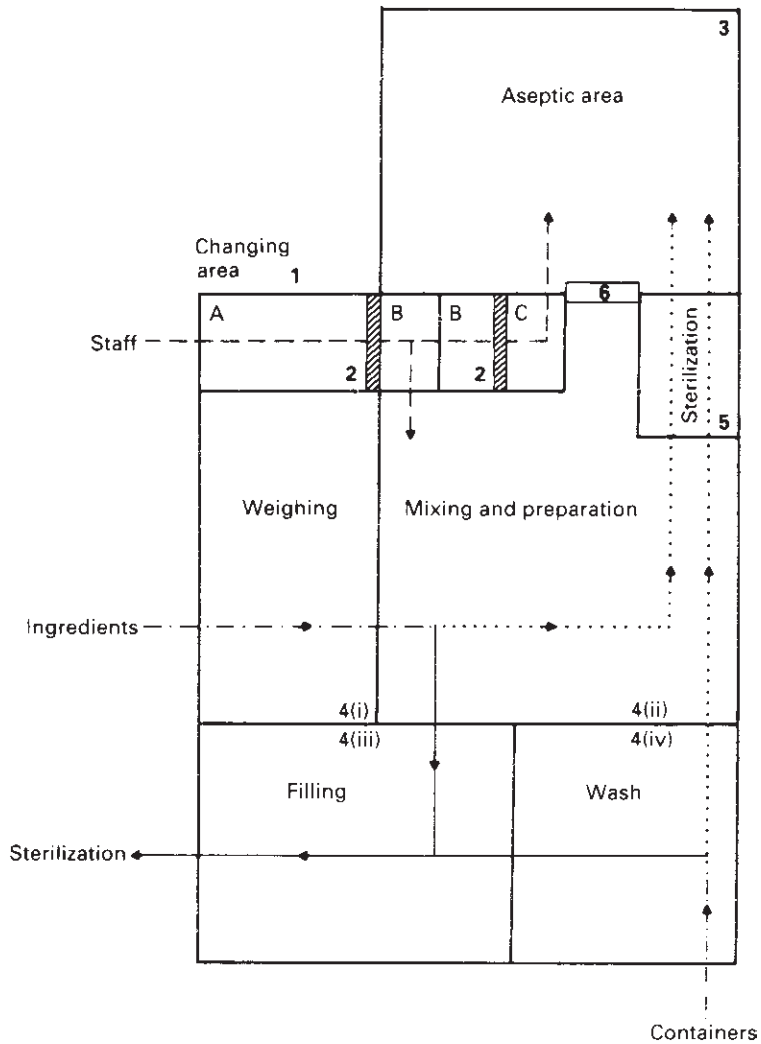 3
Aseptic area
Changing
area
1
6
A
B
B
C
Staff
2
2
Sterilization
5
Weighing
Mixing and preparation
Ingredients
4(i)
4(ii)
4(iii)
4(iv)
Filling
Wash
Sterilization
Containers